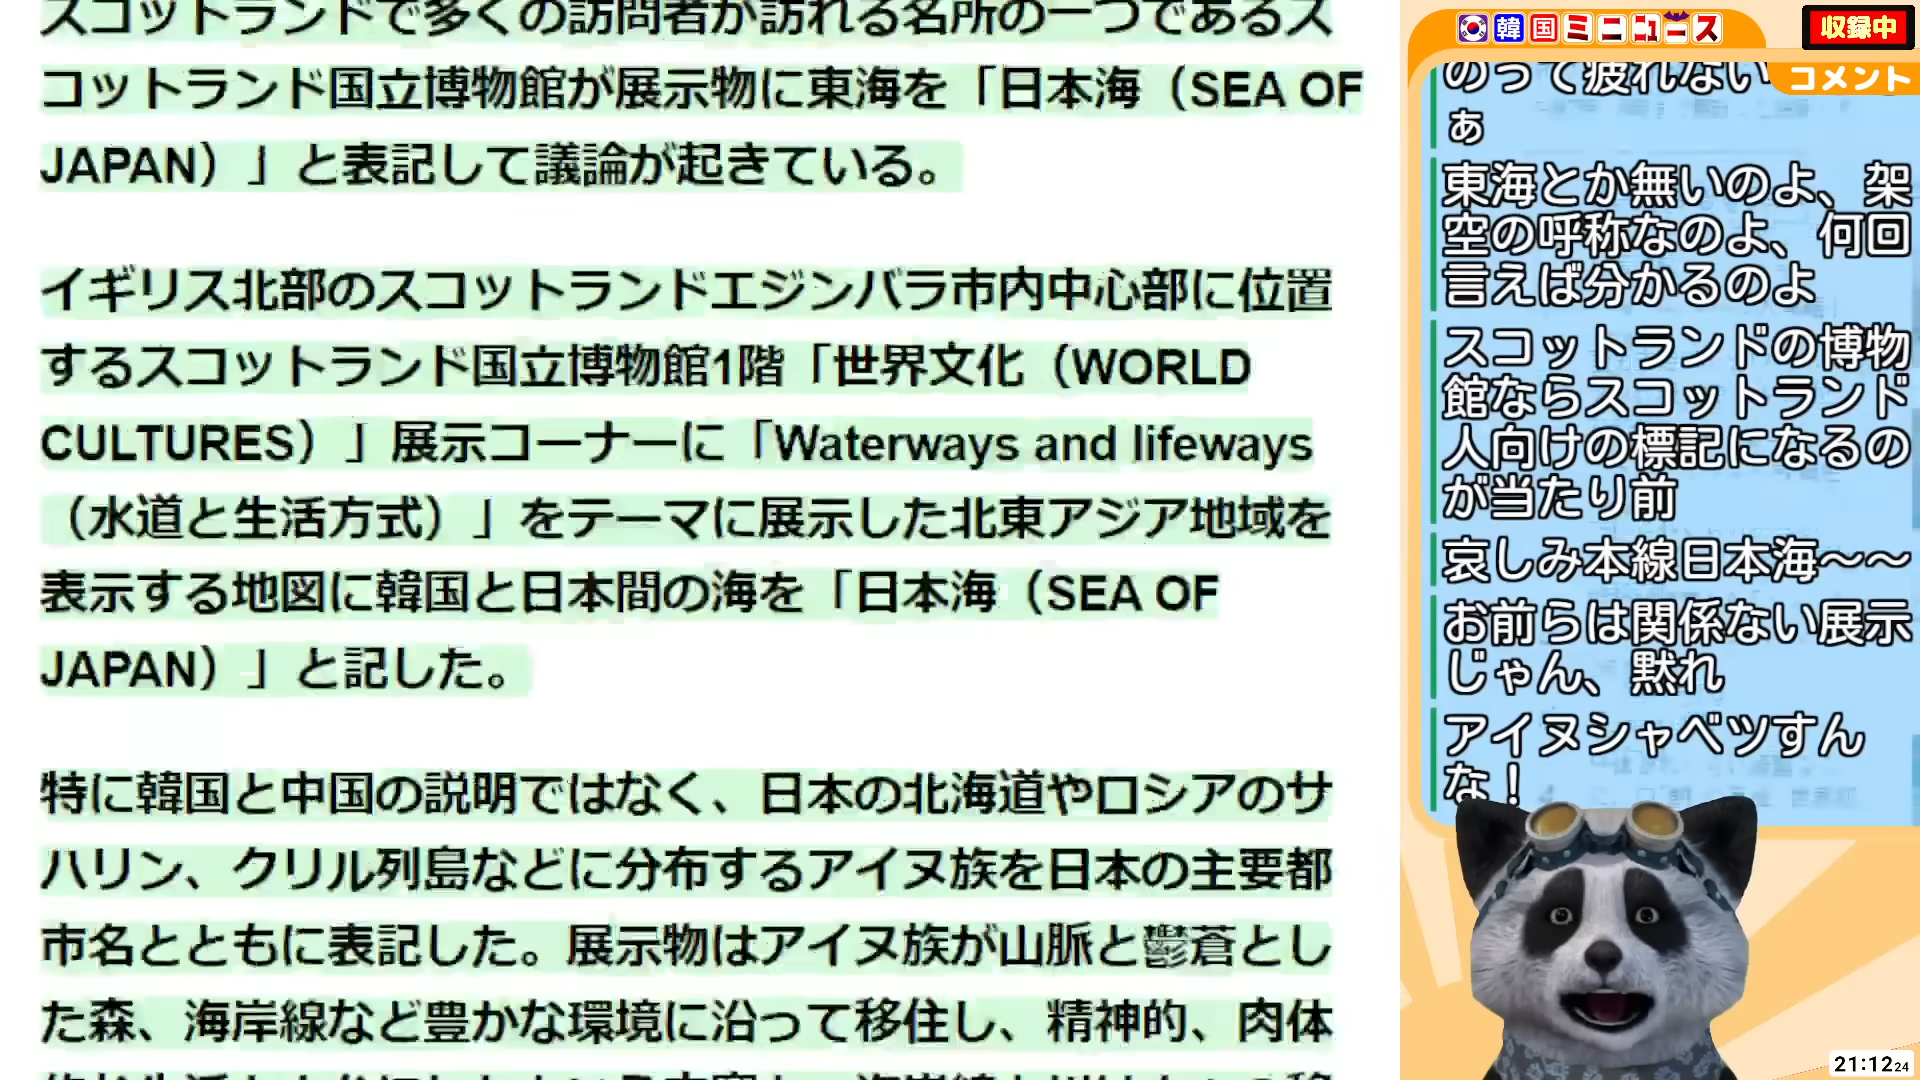 スコットランドで多くの訪問者が訪れる名所の一つであるス
コットランド国立博物館が展示物に東海を「日本海（SEA OF
JAPAN）」と表記して議論が起きている。
イギリス北部のスコットランドエジンバラ市内中心部に位置
するスコットランド国立博物館1階「世界文化（WORLD
CULTURES）」展示コーナーに「Waterways and lifeways
（水道と生活方式）」をテーマに展示した北東アジア地域を
表示する地図に韓国と日本間の海を「日本海（SEA OF
JAPAN）」と記した。
特に韓国と中国の説明ではなく、日本の北海道やロシアのサ
ハリン、クリル列島などに分布するアイヌ族を日本の主要都
市名とともに表記した。展示物はアイヌ族が山脈と鬱蒼とし
た森、海岸線など豊かな環境に沿って移住し、精神的、肉体
韓国ミニニュース
収録中
コメント
のって疲れない
ぁ
東海とか無いのよ、架
空の呼称なのよ、何回
言えば分かるのよ
スコットランドの博物
館ならスコットランド
人向けの標記になるの
が当たり前
哀しみ本線日本海〜〜
お前らは関係ない展示
じゃん、黙れ
アイヌシャベツすん
な！
21:12 24